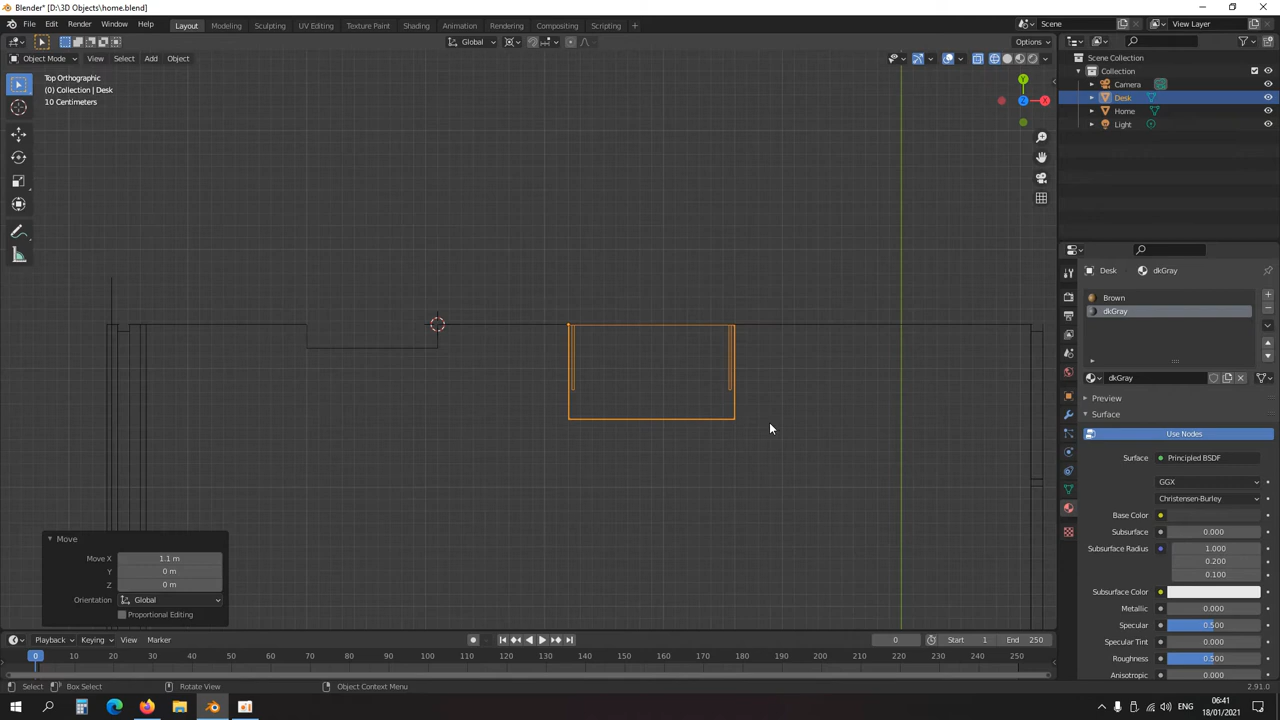 Blender* [D:\3D Objects\home.blend]
File Edit Render Window Help
Layout Modeling Sculpting UV Editing Texture Paint Shading Animation Rendering Compositing Scripting +
Scene
View Layer
Global
Options
Object Mode View Select Add Object
Top Orthographic
(0) Collection | Desk
10 Centimeters
Y
Z
X
Scene Collection
Collection
Camera
Desk
Home
Light
Desk
dkGray
Brown
dkGray
dkGray
Preview
Surface
Use Nodes
Surface Principled BSDF
GGX
Christensen-Burley
Base Color
Subsurface 0.000
Subsurface Radius 1.000
0.200
0.100
Subsurface Color
Metallic 0.000
Specular 0.500
Specular Tint 0.000
Roughness 0.500
Anisotropic 0.000
Move
Move X 1.1 m
Y 0 m
Z 0 m
Orientation Global
Proportional Editing
Playback Keying View Marker
0
Start 1
End 250
0 10 20 30 40 50 60 70 80 90 100 110 120 130 140 150 160 170 180 190 200 210 220 230 240 250
Select Box Select Rotate View Object Context Menu
2.91.0
ENG
06:41
18/01/2021